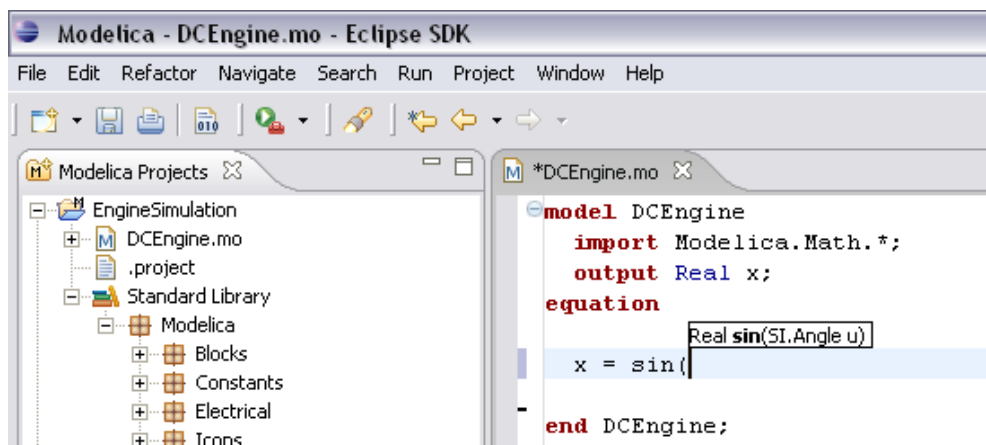 Modelica - DCEngine.mo - Eclipse SDK
File Edit Refactor Navigate Search Run Project Window Help
010
Modelica Projects
EngineSimulation
DCEngine.mo
.project
Standard Library
Modelica
Blocks
Constants
Electrical
Icons
*DCEngine.mo
model DCEngine
import Modelica.Math.*;
output Real x;
equation
Real sin(SI.Angle u)
x = sin(
end DCEngine;